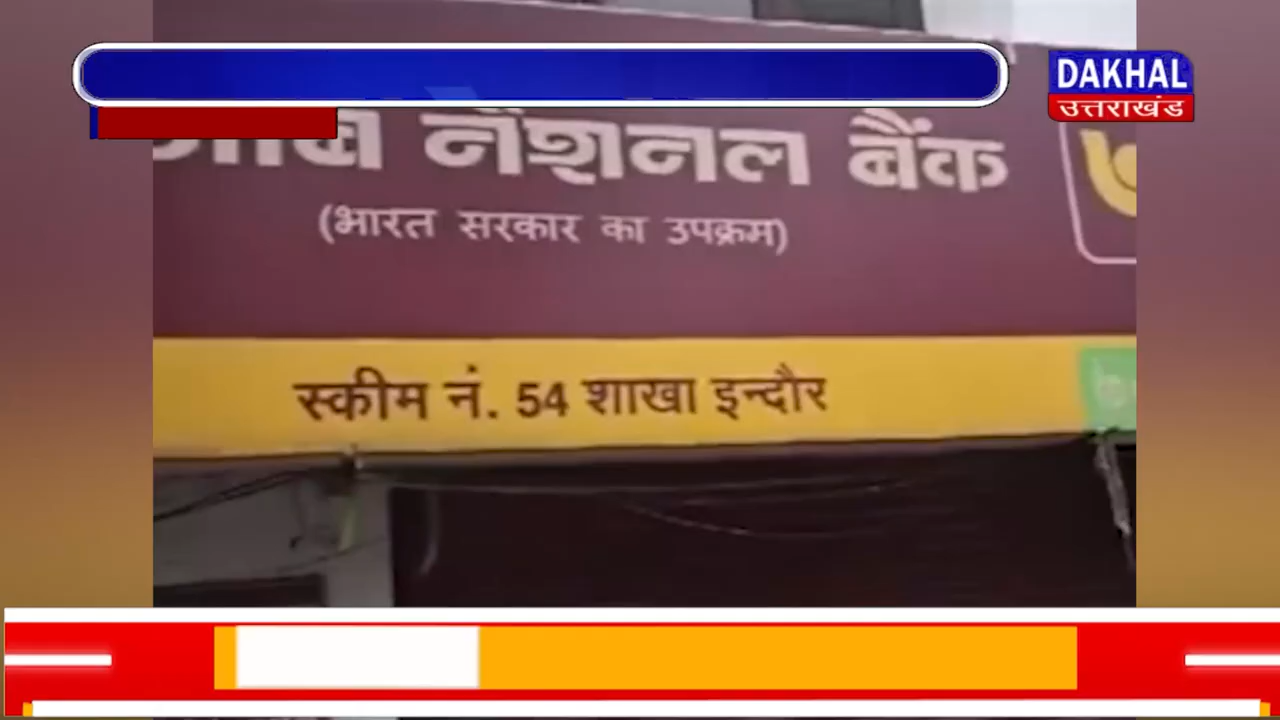 DAKHAL
उत्तराखंड
नेशनल बैंक
(भारत सरकार का उपक्रम)
स्कीम नं. 54 शाखा इन्दौर